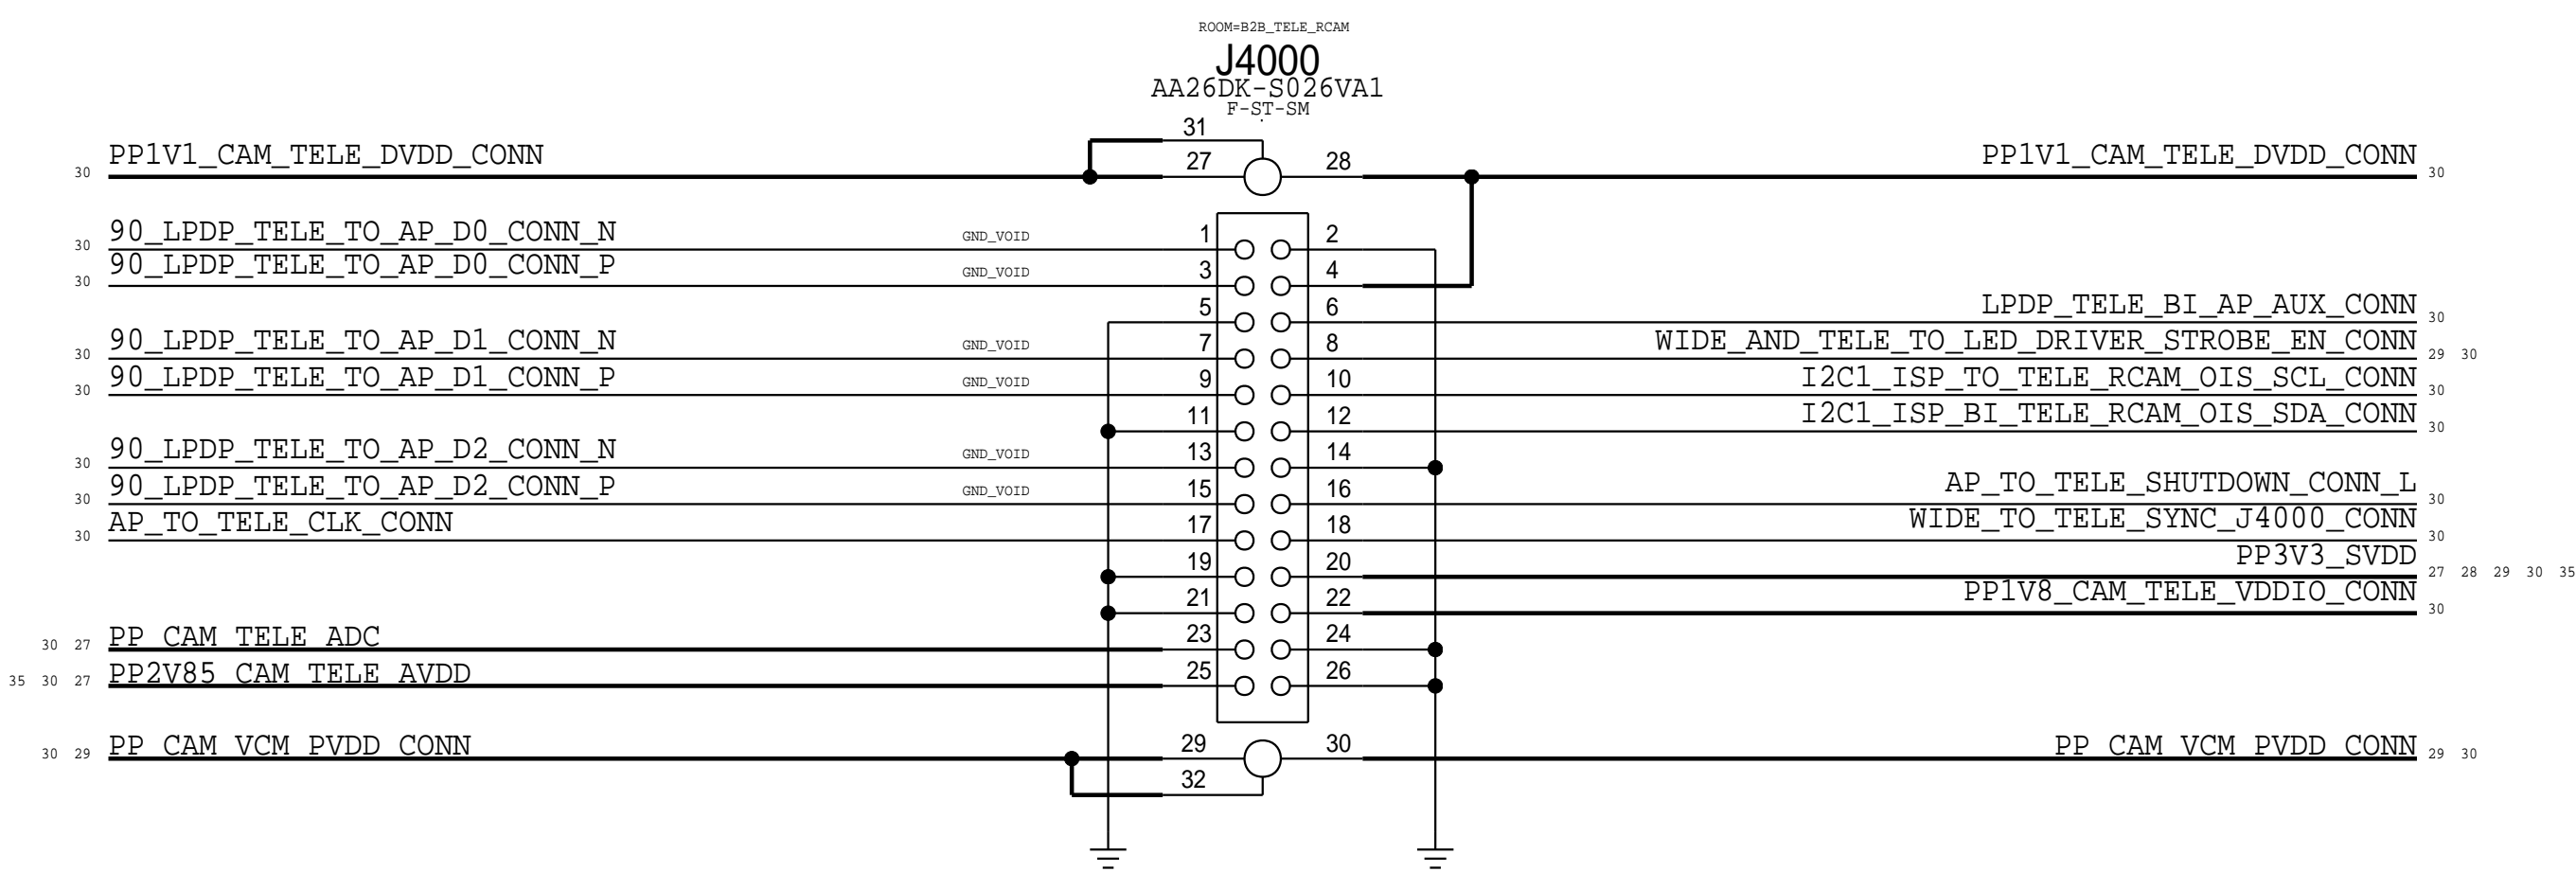 ROOM=B2B_TELE_RCAM
J4000
AA26DK-S026VA1
F-ST-SM
31
30 PP1V1_CAM_TELE_DVDD_CONN 27 28 PP1V1_CAM_TELE_DVDD_CONN 30
30 90_LPDP_TELE_TO_AP_D0_CONN_N GND_VOID 1 2
30 90_LPDP_TELE_TO_AP_D0_CONN_P GND_VOID 3 4
5 6 LPDP_TELE_BI_AP_AUX_CONN 30
30 90_LPDP_TELE_TO_AP_D1_CONN_N GND_VOID 7 8 WIDE_AND_TELE_TO_LED_DRIVER_STROBE_EN_CONN 29 30
30 90_LPDP_TELE_TO_AP_D1_CONN_P GND_VOID 9 10 I2C1_ISP_TO_TELE_RCAM_OIS_SCL_CONN 30
11 12 I2C1_ISP_BI_TELE_RCAM_OIS_SDA_CONN 30
30 90_LPDP_TELE_TO_AP_D2_CONN_N GND_VOID 13 14
30 90_LPDP_TELE_TO_AP_D2_CONN_P GND_VOID 15 16 AP_TO_TELE_SHUTDOWN_CONN_L 30
30 AP_TO_TELE_CLK_CONN 17 18 WIDE_TO_TELE_SYNC_J4000_CONN 30
19 20 PP3V3_SVDD 27 28 29 30 35
21 22 PP1V8_CAM_TELE_VDDIO_CONN 30
30 27 PP_CAM_TELE_ADC 23 24
35 30 27 PP2V85_CAM_TELE_AVDD 25 26
30 29 PP_CAM_VCM_PVDD_CONN 29 30 PP_CAM_VCM_PVDD_CONN 29 30
32